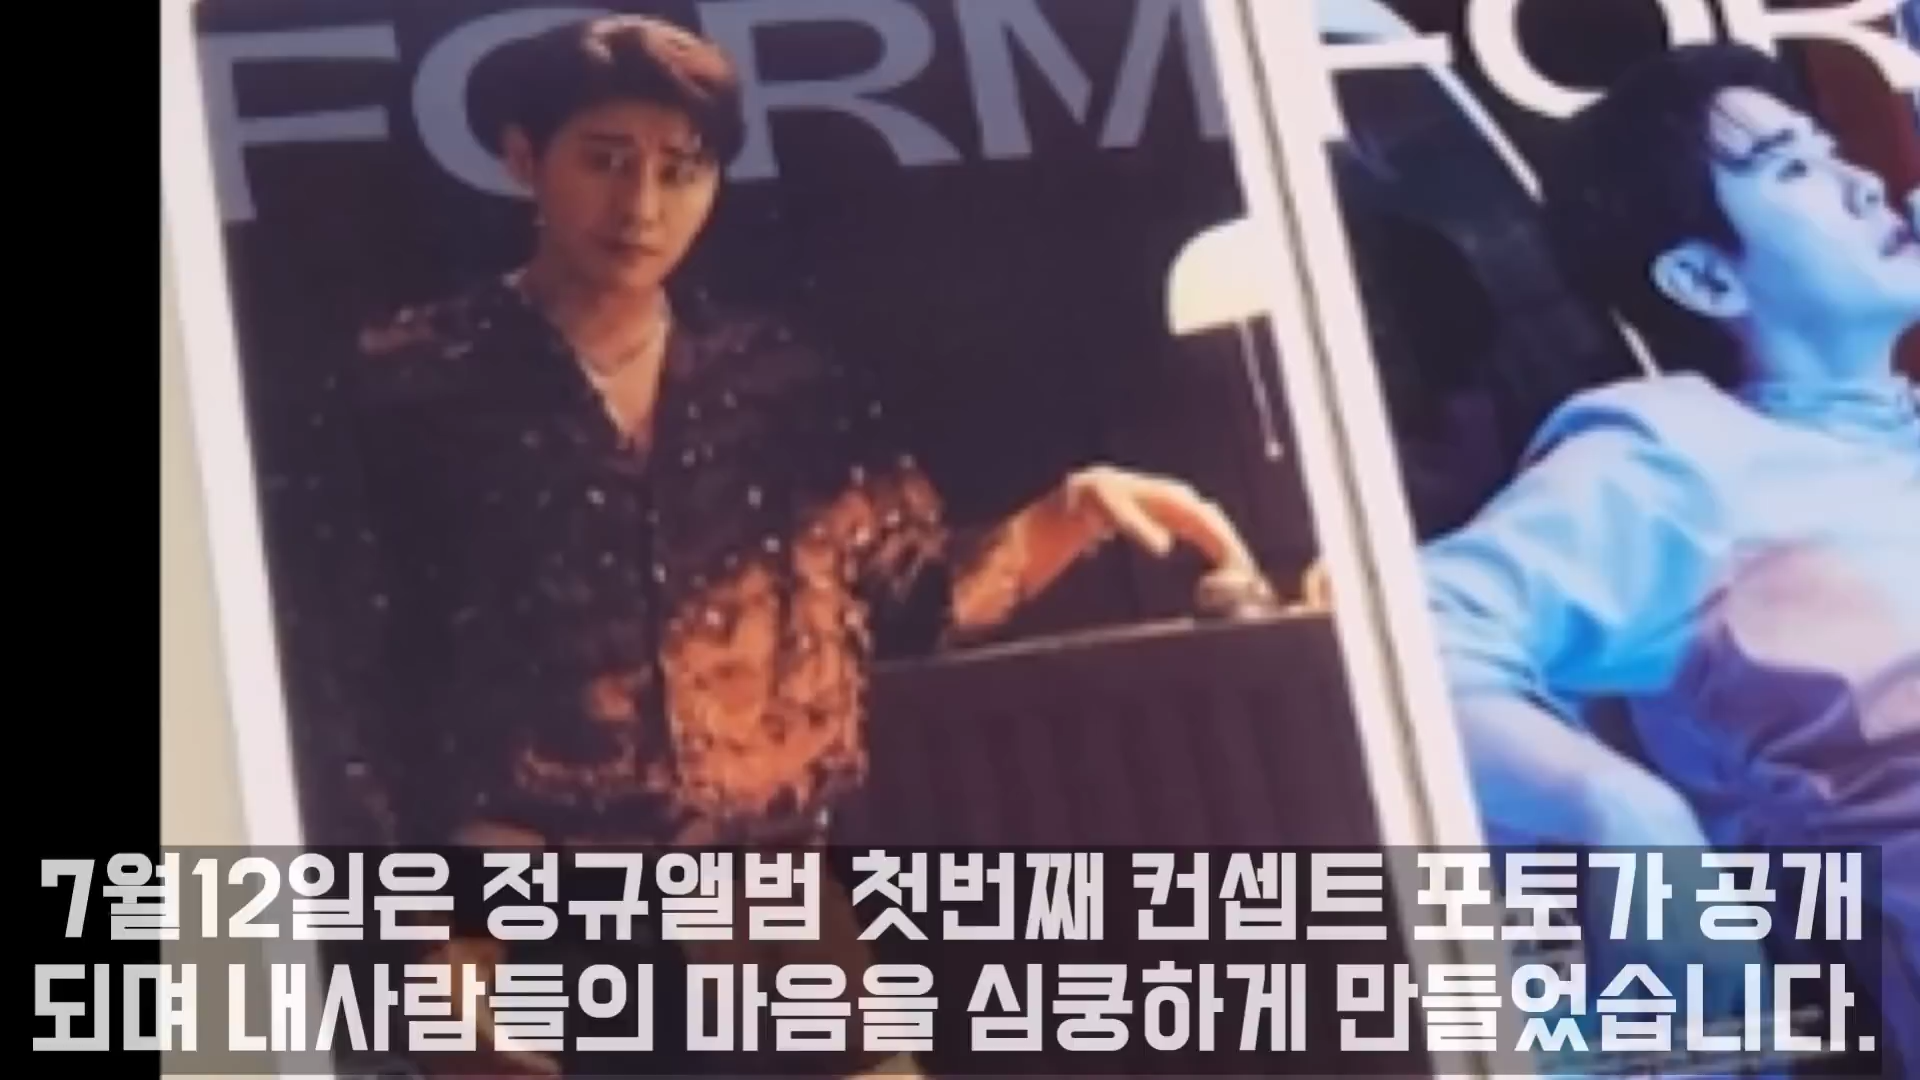 FORM
FOR
7월12일은 정규앨범 첫번째 컨셉트 포토가 공개
되며 내사람들의 마음을 심쿵하게 만들었습니다.